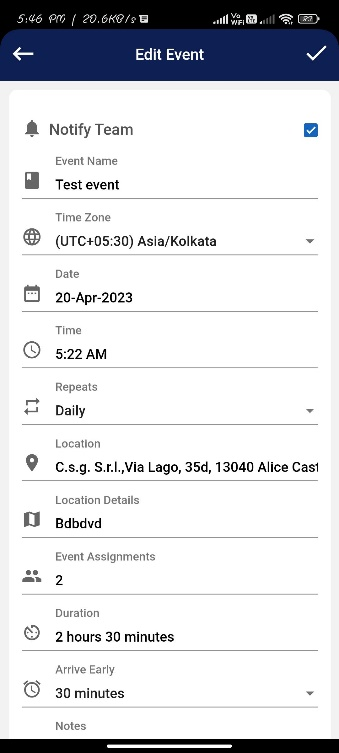 5:46 PM / 20.6KB/s
Vo WiFi
Edit Event
Notify Team
Event Name
Test event
Time Zone
(UTC+05:30) Asia/Kolkata
Date
20-Apr-2023
Time
5:22 AM
Repeats
Daily
Location
C.s.g. S.r.l.,Via Lago, 35d, 13040 Alice Cast
Location Details
Bdbdvd
Event Assignments
2
Duration
2 hours 30 minutes
Arrive Early
30 minutes
Notes